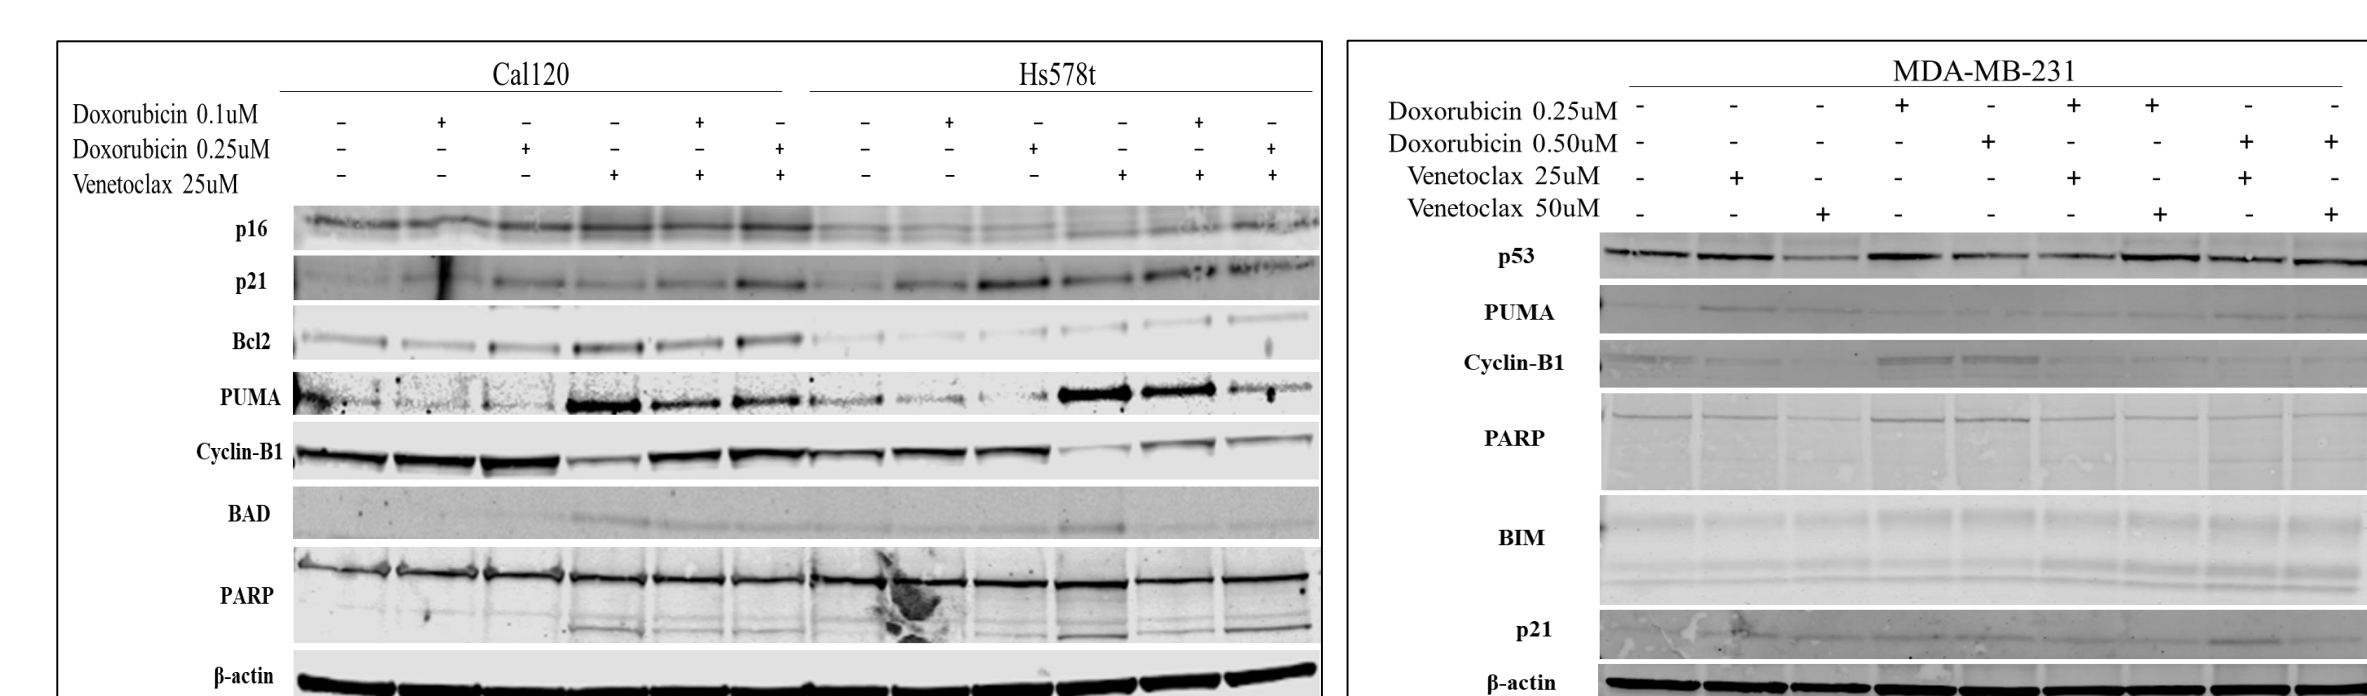 Cal120 Hs578t
Doxorubicin 0.1uM – + – – + – – + – – + –
Doxorubicin 0.25uM – – + – – + – – + – – +
Venetoclax 25uM – – – + + + – – – + + +
p16
p21
Bcl2
PUMA
Cyclin-B1
BAD
PARP
β-actin
MDA-MB-231
Doxorubicin 0.25uM - - - + - + + - -
Doxorubicin 0.50uM - - - - + - - + +
Venetoclax 25uM - + - - - + - + -
Venetoclax 50uM - - + - - - + - +
p53
PUMA
Cyclin-B1
PARP
BIM
p21
β-actin